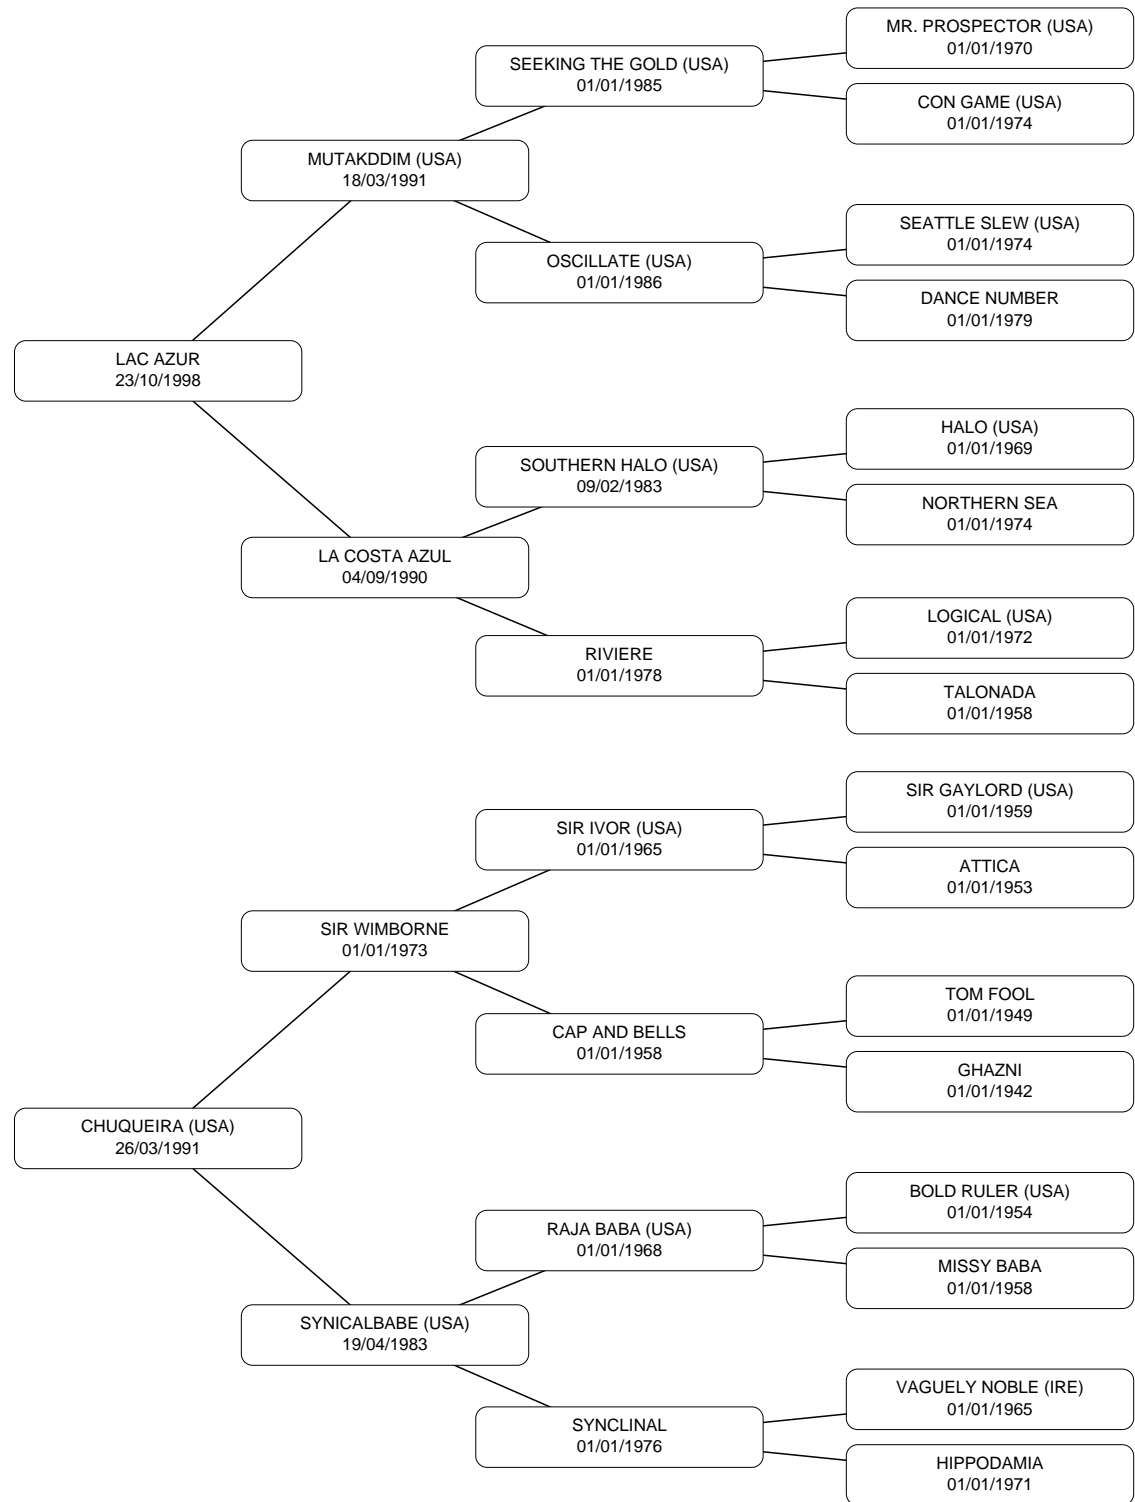 MR. PROSPECTOR (USA)
01/01/1970
SEEKING THE GOLD (USA)
01/01/1985
CON GAME (USA)
01/01/1974
MUTAKDDIM (USA)
18/03/1991
SEATTLE SLEW (USA)
01/01/1974
OSCILLATE (USA)
01/01/1986
DANCE NUMBER
01/01/1979
LAC AZUR
23/10/1998
HALO (USA)
01/01/1969
SOUTHERN HALO (USA)
09/02/1983
NORTHERN SEA
01/01/1974
LA COSTA AZUL
04/09/1990
LOGICAL (USA)
01/01/1972
RIVIERE
01/01/1978
TALONADA
01/01/1958
SIR GAYLORD (USA)
01/01/1959
SIR IVOR (USA)
01/01/1965
ATTICA
01/01/1953
SIR WIMBORNE
01/01/1973
TOM FOOL
01/01/1949
CAP AND BELLS
01/01/1958
GHAZNI
01/01/1942
CHUQUEIRA (USA)
26/03/1991
BOLD RULER (USA)
01/01/1954
RAJA BABA (USA)
01/01/1968
MISSY BABA
01/01/1958
SYNICALBABE (USA)
19/04/1983
VAGUELY NOBLE (IRE)
01/01/1965
SYNCLINAL
01/01/1976
HIPPODAMIA
01/01/1971